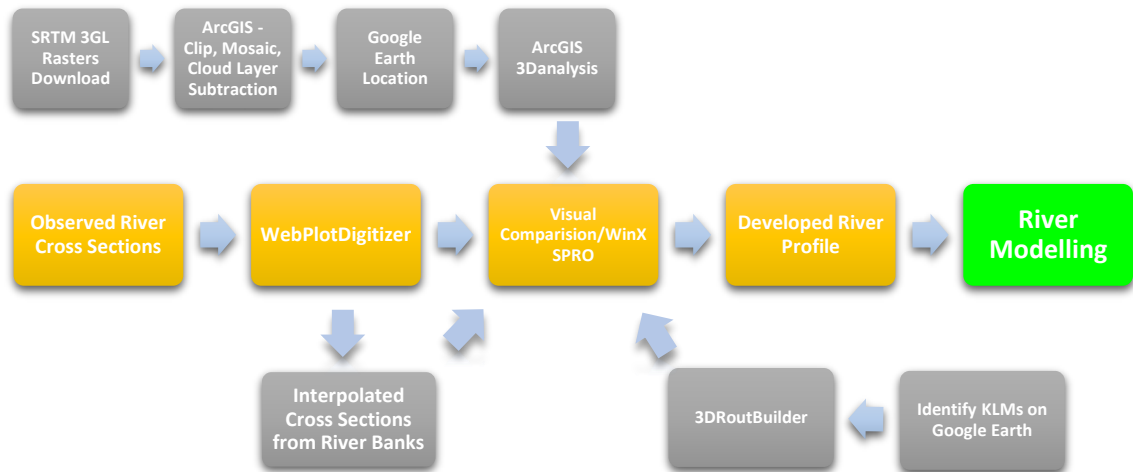 SRTM 3GL
Rasters
Download
ArcGIS -
Clip, Mosaic,
Cloud Layer
Subtraction
Google
Earth
Location
ArcGIS
3Danalysis
Observed River
Cross Sections
WebPlotDigitizer
Visual
Comparision/WinX
SPRO
Developed River
Profile
River
Modelling
Interpolated
Cross Sections
from River Banks
3DRoutBuilder
Identify KLMs on
Google Earth